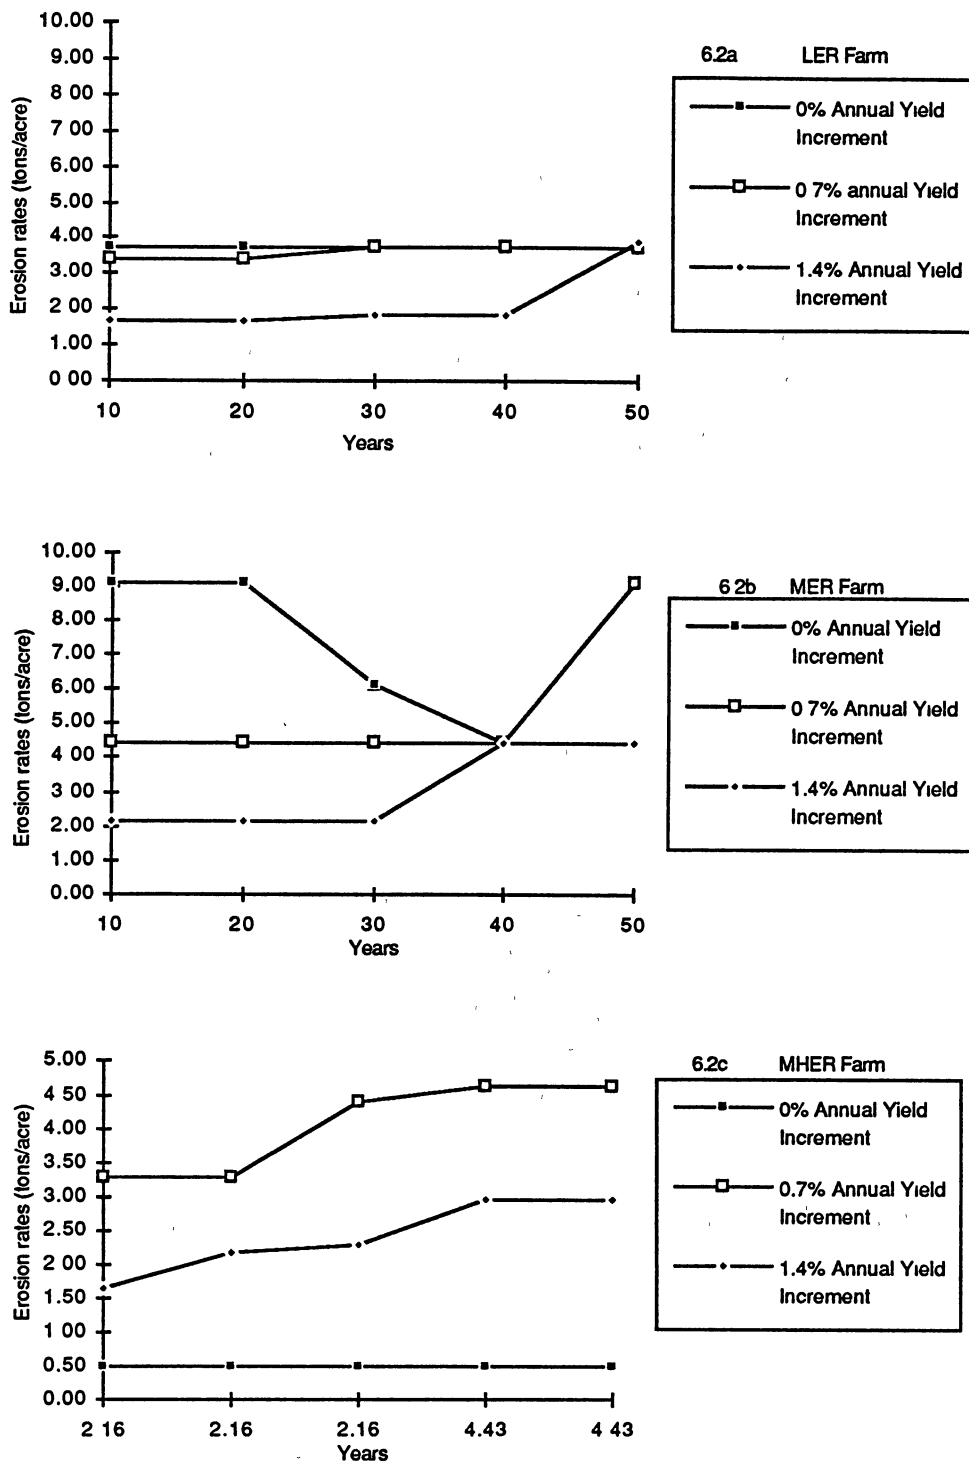 10.00
9.00
8 00
7 00
6.00
5.00
4.00
3.00
2 00
1.00
0 00
Erosion rates (tons/acre)
10 20 30 40 50
Years
6.2a LER Farm
0% Annual Yield
Increment
0 7% annual Yield
Increment
1.4% Annual Yield
Increment
10.00
9.00
8.00
7.00
6.00
5.00
4 00
3 00
2.00
1.00
0.00
Erosion rates (tons/acre)
10 20 30 40 50
Years
6 2b MER Farm
0% Annual Yield
Increment
0 7% Annual Yield
Increment
1.4% Annual Yield
Increment
5.00
4 50
4.00
3.50
3.00
2.50
2 00
1.50
1 00
0.50
0.00
Erosion rates (tons/acre)
2 16 2.16 2.16 4.43 4 43
Years
6.2c MHER Farm
0% Annual Yield
Increment
0.7% Annual Yield
Increment
1.4% Annual Yield
Increment